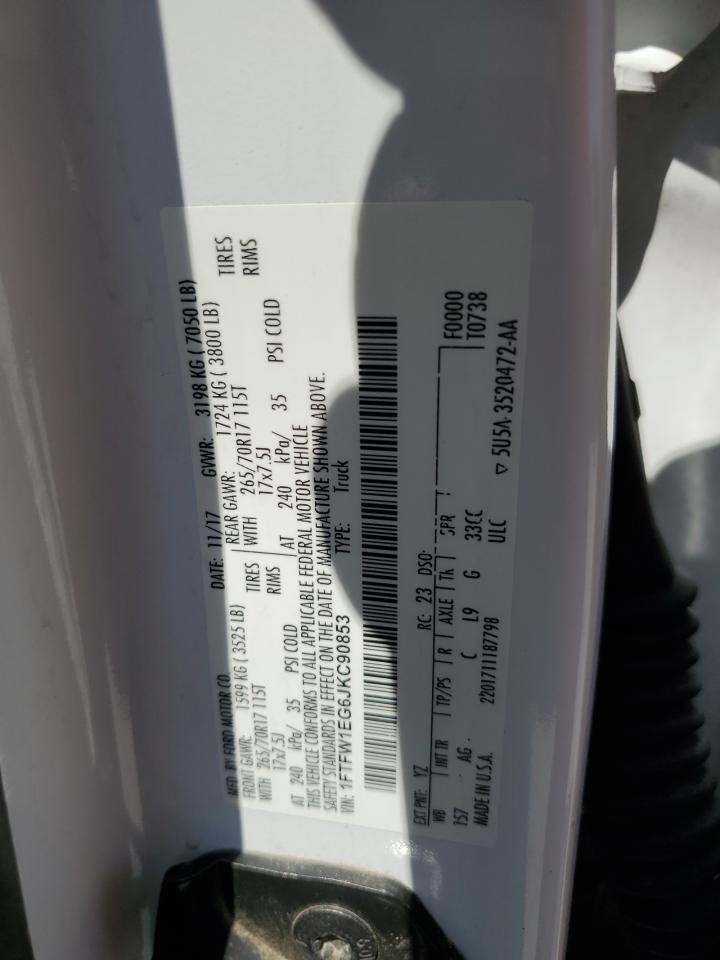 MFD. BY FORD MOTOR CO.
DATE: 11/17 GVWR: 3198 KG ( 7050 LB)
FRONT GAWR: 1599 KG ( 3525 LB) REAR GAWR: 1724 KG ( 3800 LB)
WITH 265/70R17 115T TIRES WITH 265/70R17 115T TIRES
17x7.5J RIMS 17x7.5J RIMS
AT 240 kPa/ 35 PSI COLD AT 240 kPa/ 35 PSI COLD
THIS VEHICLE CONFORMS TO ALL APPLICABLE FEDERAL MOTOR VEHICLE
SAFETY STANDARDS IN EFFECT ON THE DATE OF MANUFACTURE SHOWN ABOVE.
VIN: 1FTFW1EG6JKC90853 TYPE: Truck
F0000
T0738
EXT PNT: YZ RC: 23 DSO:
WB INT TR TP/PS R AXLE TR SPR
157 AG C L9 G 33CC
MADE IN U.S.A. 2201711187798 ULC
▽ 5U5A-3520472-AA